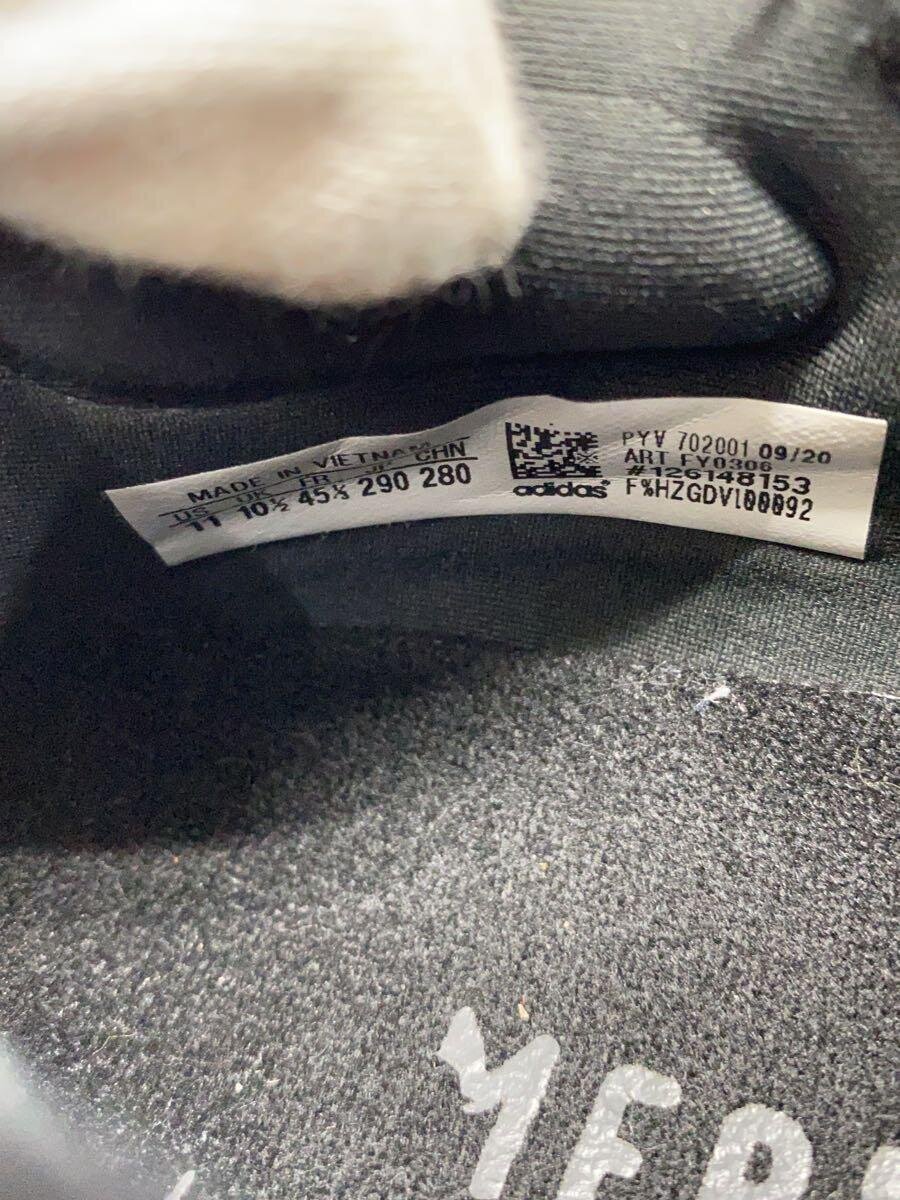 MADE IN VIETNAM
US UK FR JP CHN
11 10½ 45⅓ 290 280
adidas
PYV 702001 09/20
ART FY0306
#126148153
F%HZGDVL00092